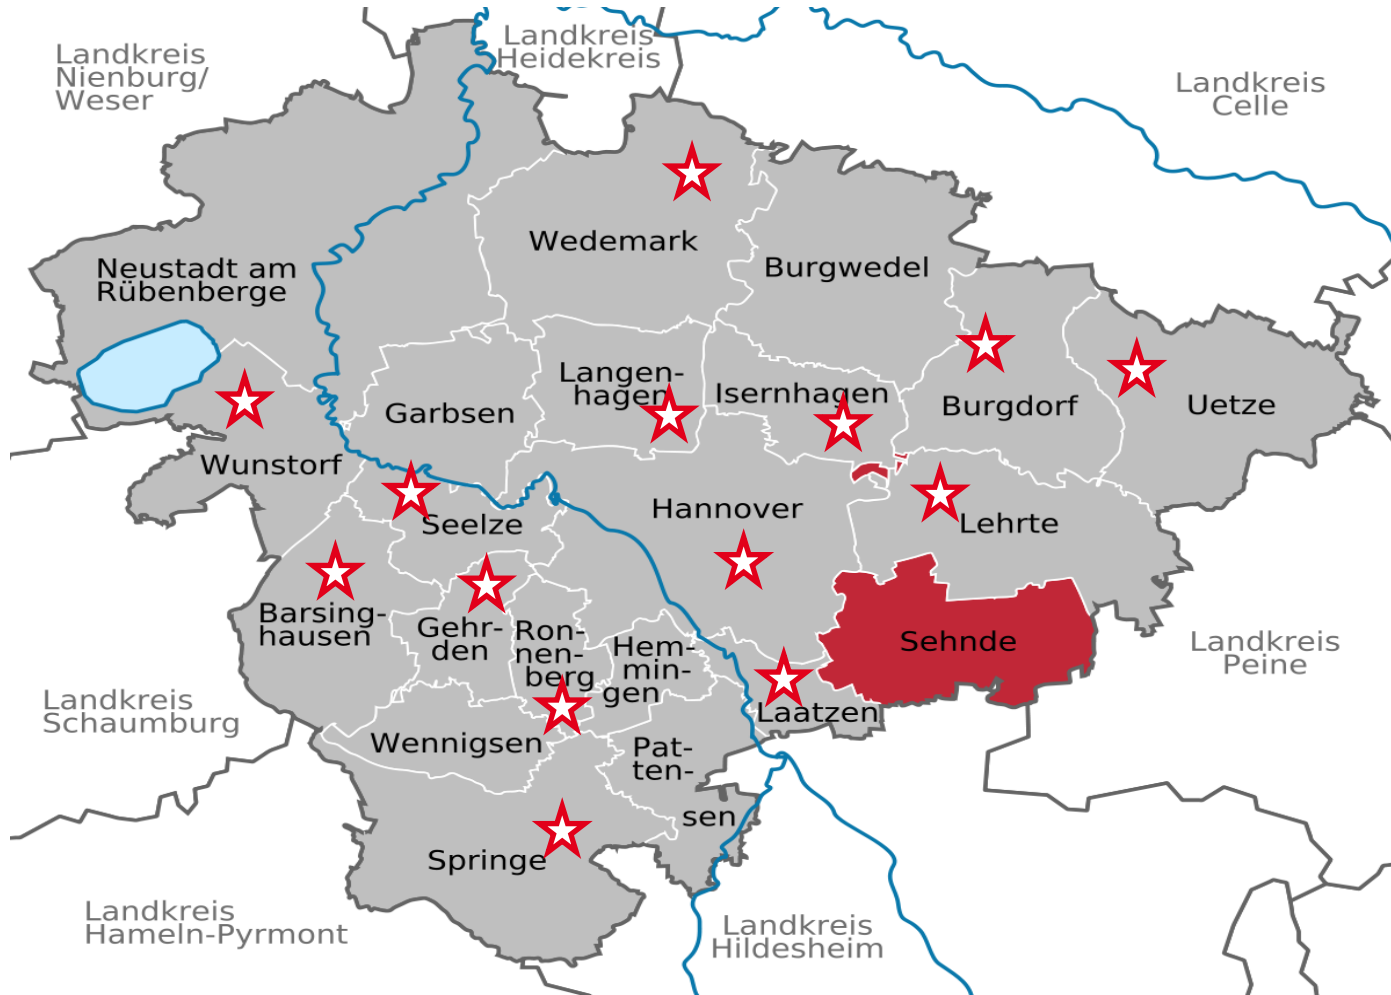 Landkreis
Nienburg/
Weser
Landkreis
Heidekreis
Landkreis
Celle
Neustadt am
Rübenberge
Wedemark
Burgwedel
Garbsen
Langen-
hagen
Isernhagen
Burgdorf
Uetze
Wunstorf
Seelze
Hannover
Lehrte
Barsing-
hausen
Gehr-
den
Ron-
nen-
berg
Hem-
min-
gen
Sehnde
Landkreis
Peine
Landkreis
Schaumburg
Wennigsen
Laatzen
Pat-
ten-
sen
Springe
Landkreis
Hameln-Pyrmont
Landkreis
Hildesheim